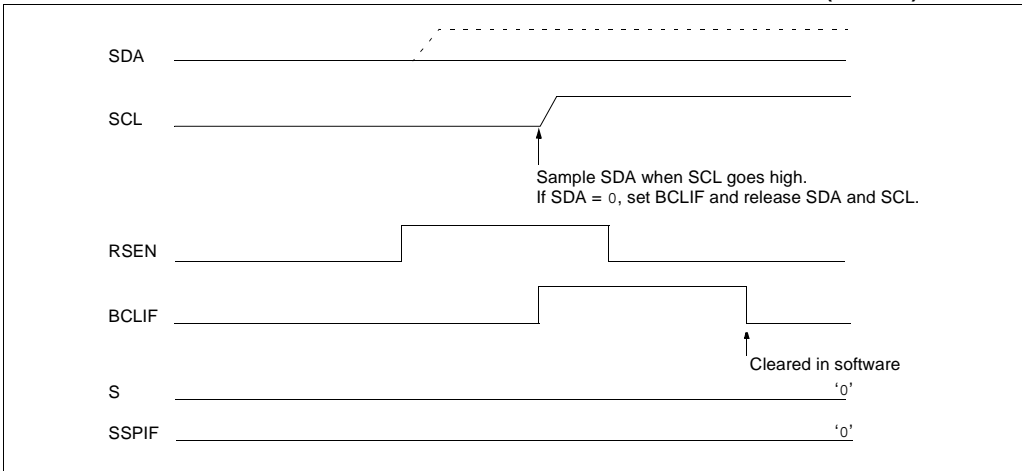 SDA
SCL
Sample SDA when SCL goes high.
If SDA = 0, set BCLIF and release SDA and SCL.
RSEN
BCLIF
Cleared in software
S
‘0’
SSPIF
‘0’